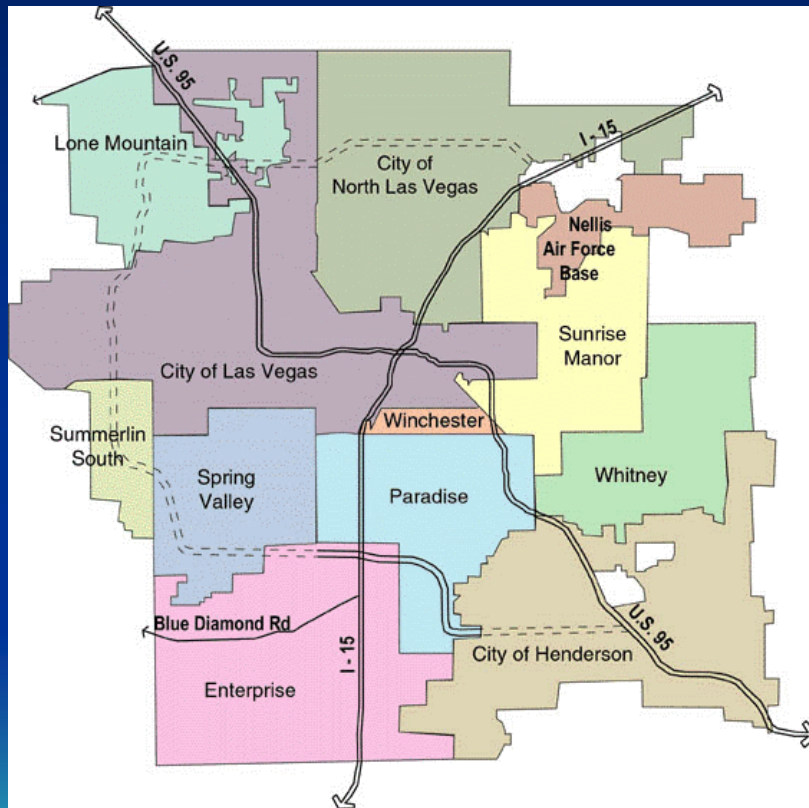 U.S. 95
I - 15
Lone Mountain
City of
North Las Vegas
Nellis
Air Force
Base
Sunrise
Manor
City of Las Vegas
Winchester
Summerlin
South
Spring
Valley
Paradise
Whitney
Blue Diamond Rd
U.S. 95
I - 15
City of Henderson
Enterprise